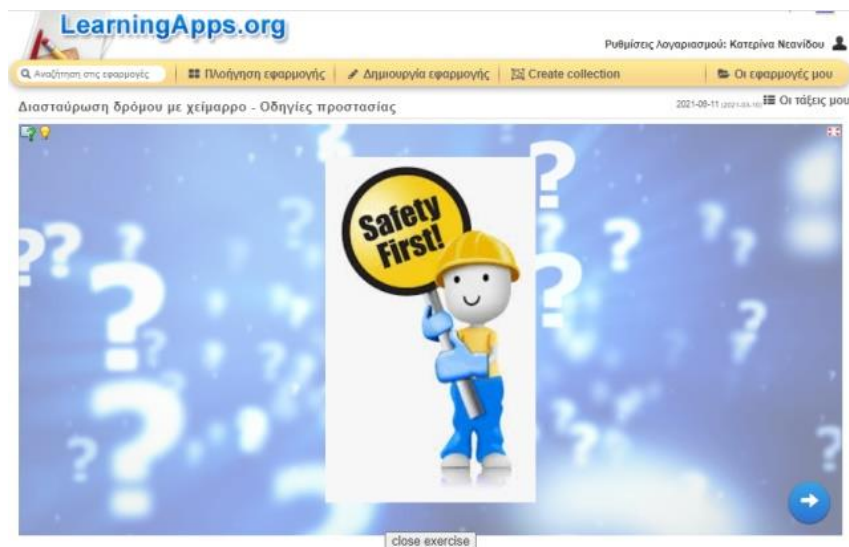 LearningApps.org
Ρυθμίσεις Λογαριασμού: Κατερίνα Νεανίδου
Αναζήτηση στις εφαρμογές
Πλοήγηση εφαρμογής
Δημιουργία εφαρμογής
Create collection
Οι εφαρμογές μου
Διασταύρωση δρόμου με χείμαρρο - Οδηγίες προστασίας
2021-06-11
Οι τάξεις μου
Safety
First!
close exercise